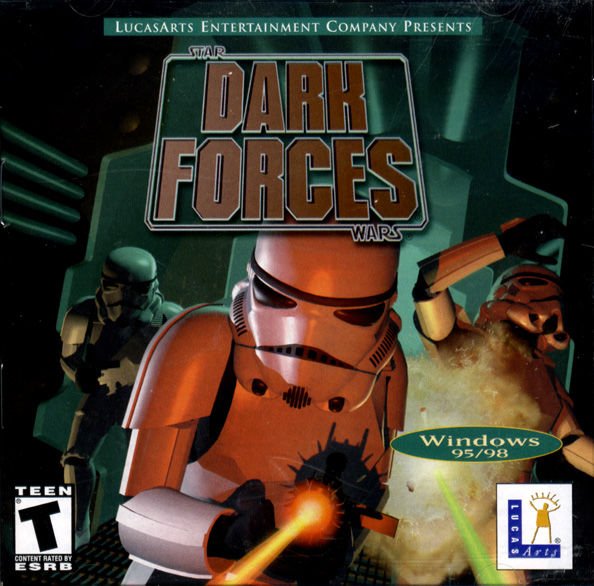 LUCASARTS ENTERTAINMENT COMPANY PRESENTS
STAR
DARK
FORCES
WARS
Windows
95/98
TEEN
T
CONTENT RATED BY
ESRB
LUCAS
Arts